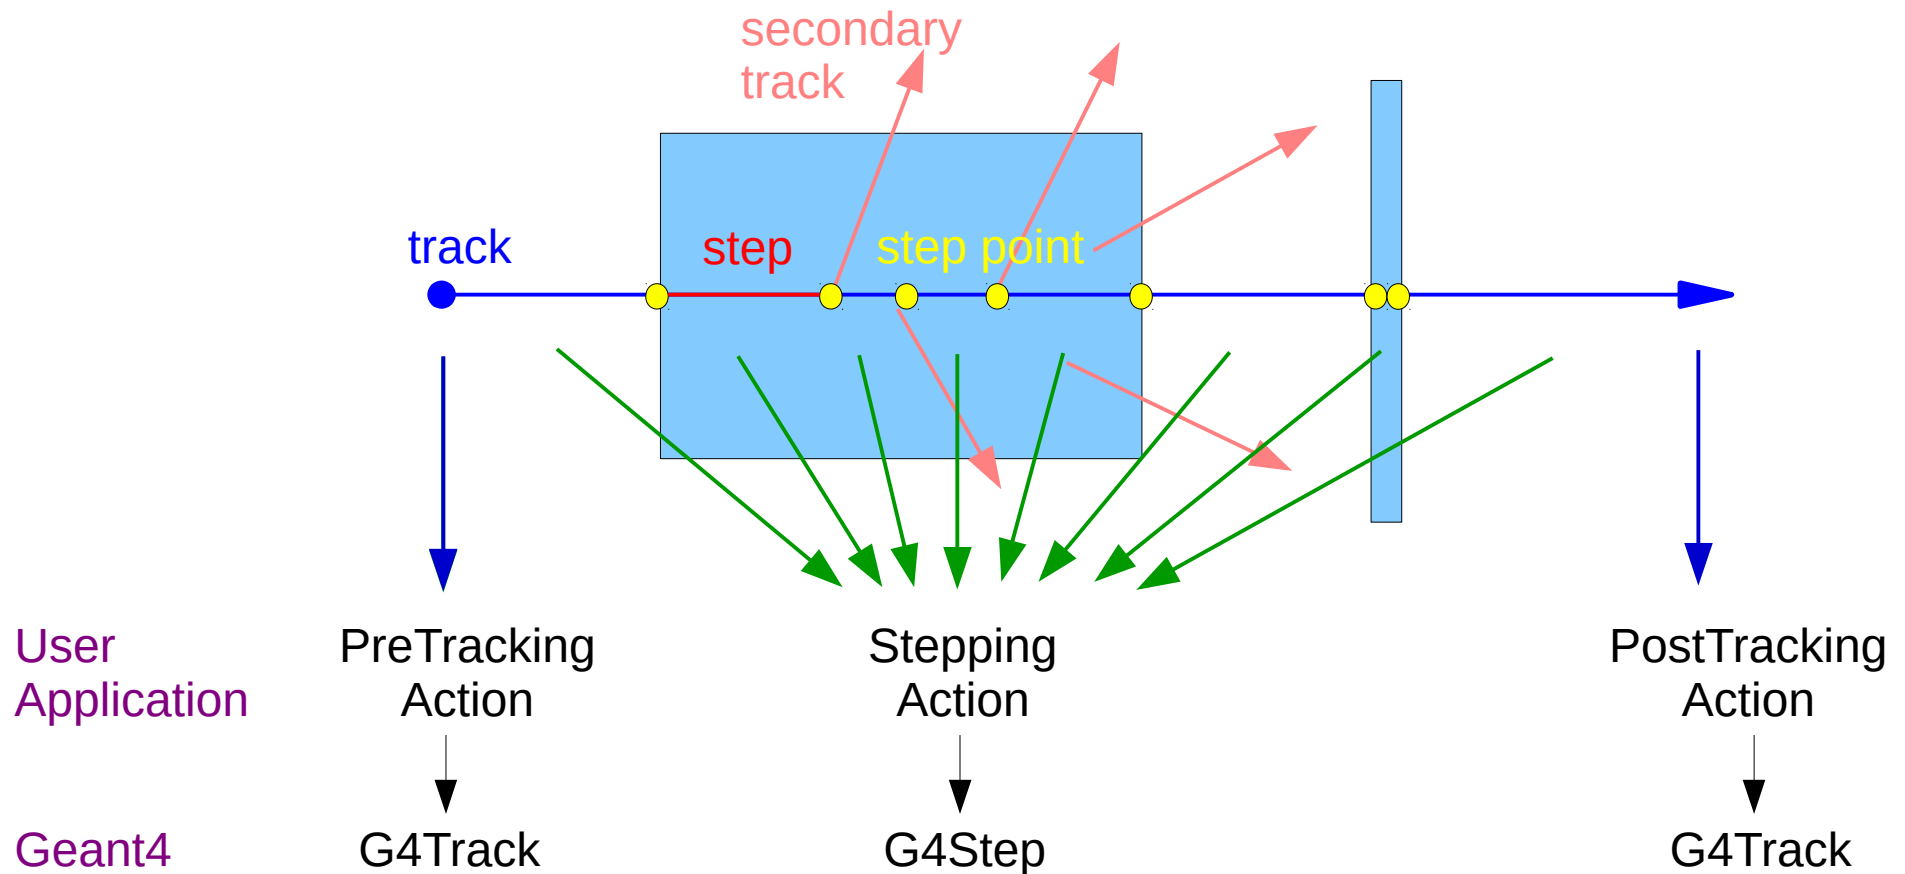 secondary
track
track
step
step point
User
Application
PreTracking
Action
Stepping
Action
PostTracking
Action
Geant4
G4Track
G4Step
G4Track